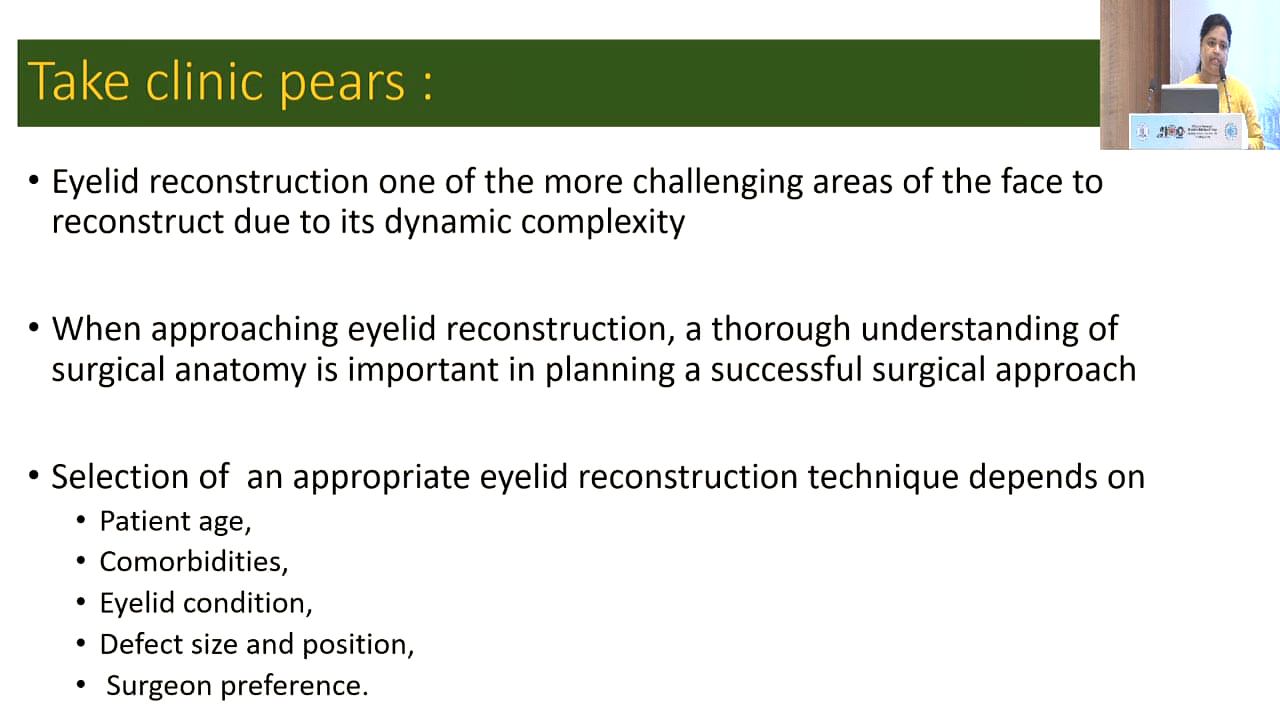 Take clinic pears :
• Eyelid reconstruction one of the more challenging areas of the face to
reconstruct due to its dynamic complexity
• When approaching eyelid reconstruction, a thorough understanding of
surgical anatomy is important in planning a successful surgical approach
• Selection of  an appropriate eyelid reconstruction technique depends on
• Patient age,
• Comorbidities,
• Eyelid condition,
• Defect size and position,
• Surgeon preference.